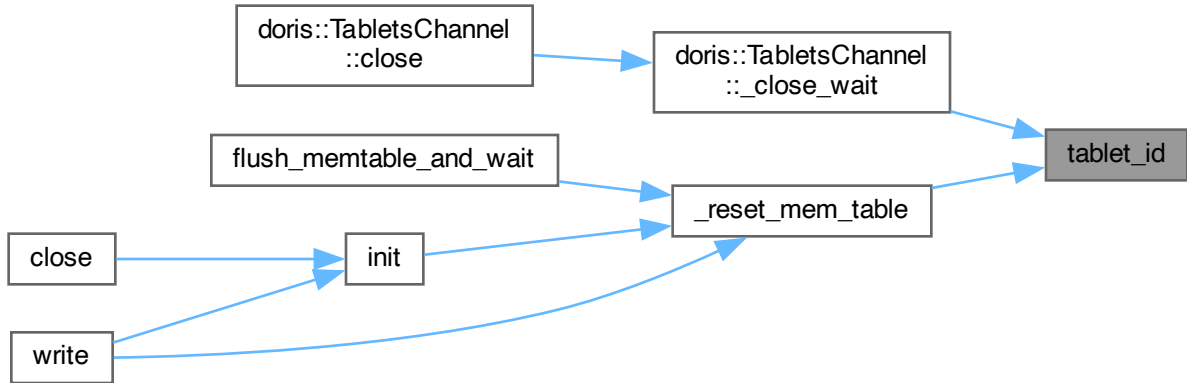 doris::TabletsChannel
::close
doris::TabletsChannel
::_close_wait
tablet_id
flush_memtable_and_wait
_reset_mem_table
close
init
write